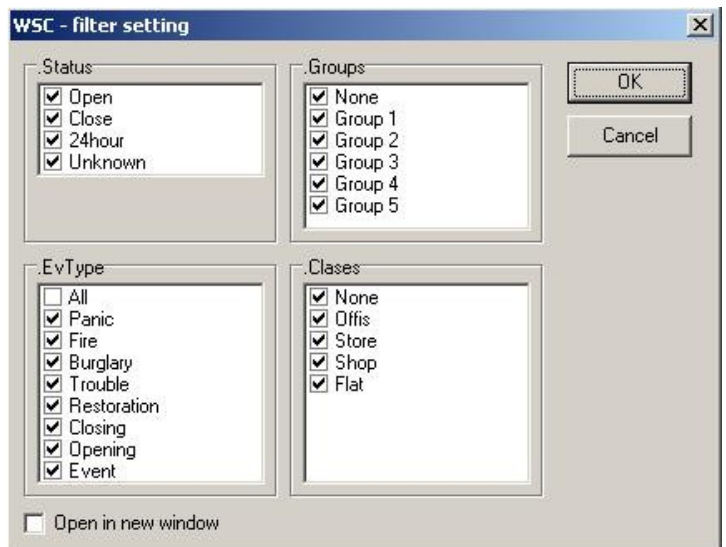 WSC - filter setting
.Status
Open
Close
24hour
Unknown
.Groups
None
Group 1
Group 2
Group 3
Group 4
Group 5
OK
Cancel
.EvType
All
Panic
Fire
Burglary
Trouble
Restoration
Closing
Opening
Event
.Clases
None
Offis
Store
Shop
Flat
Open in new window